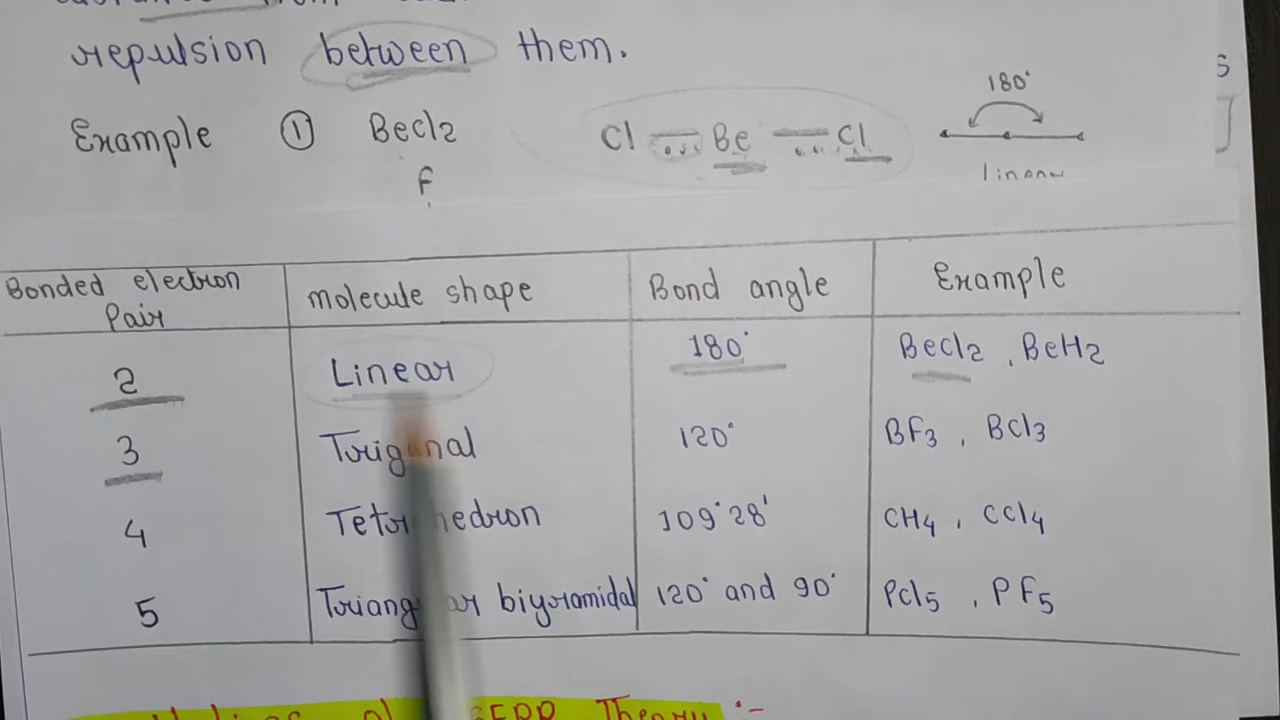 repulsion between them.
Example ① BeCl2 Cl — Be — Cl 180°
F
Bonded electron Pair
molecule shape
Bond angle
Example
2 Linear 180° BeCl2 , BeH2
3 120° BF3 , BCl3
4 109°28' CH4 , CCl4
5 120° and 90° PCl5 , PF5
Theory :-